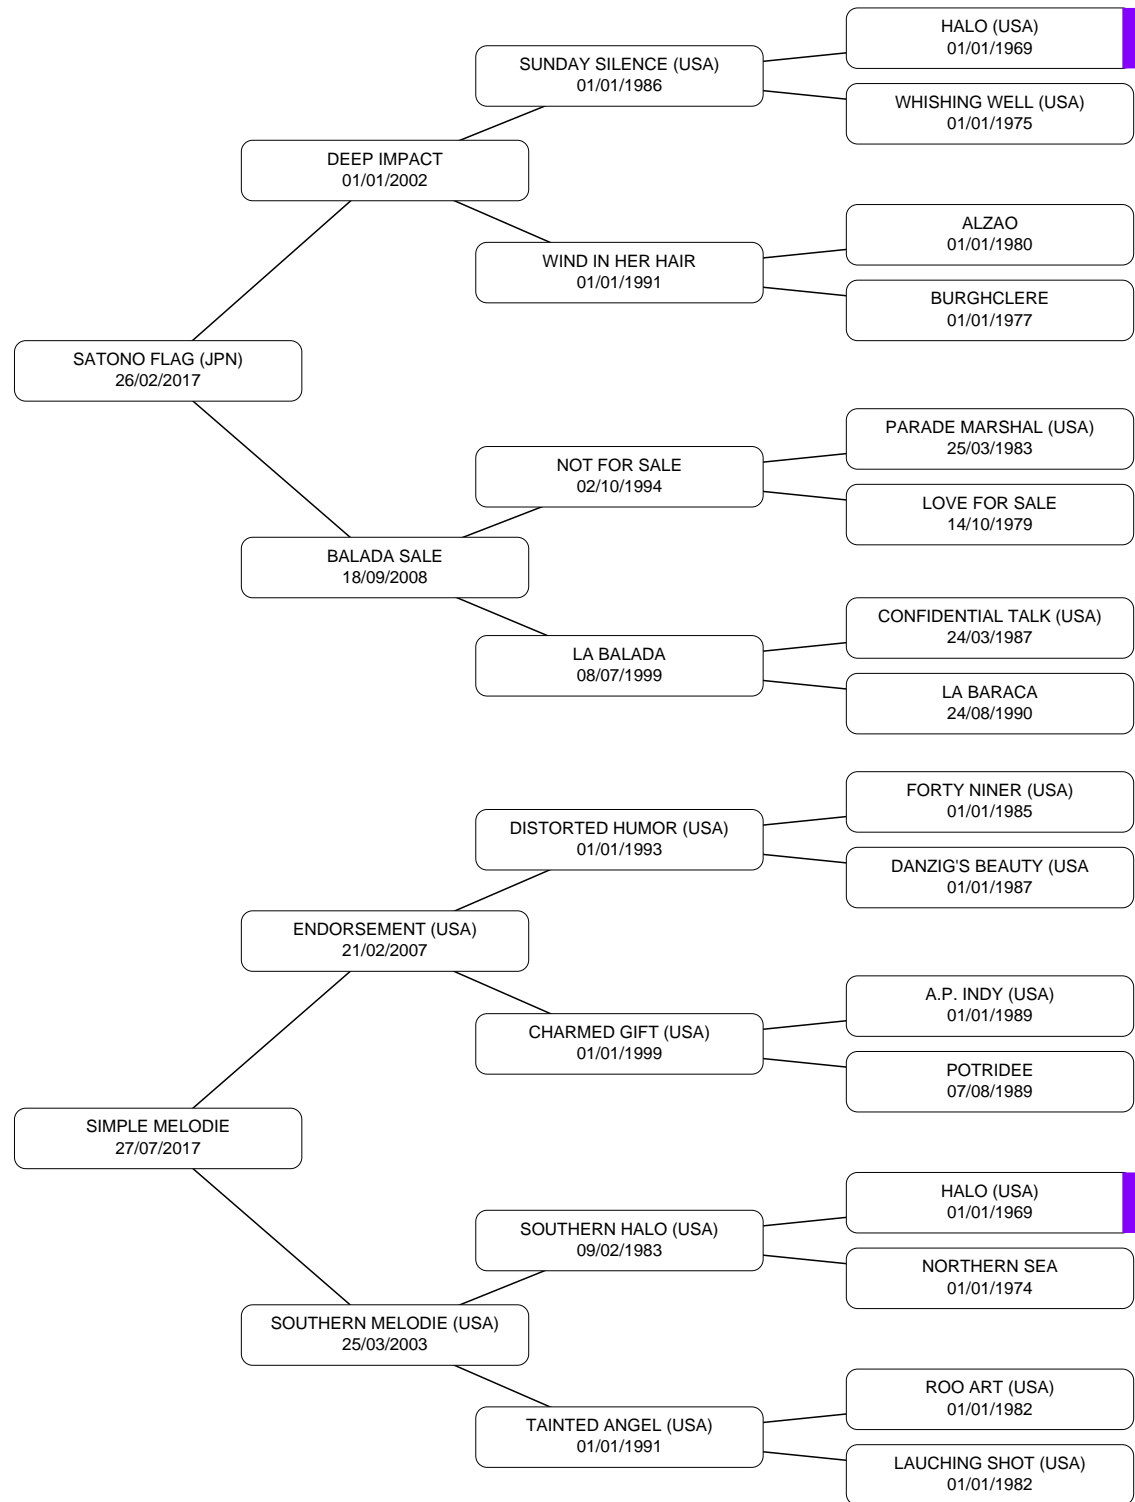 HALO (USA)
01/01/1969
SUNDAY SILENCE (USA)
01/01/1986
WHISHING WELL (USA)
01/01/1975
DEEP IMPACT
01/01/2002
ALZAO
01/01/1980
WIND IN HER HAIR
01/01/1991
BURGHCLERE
01/01/1977
SATONO FLAG (JPN)
26/02/2017
PARADE MARSHAL (USA)
25/03/1983
NOT FOR SALE
02/10/1994
LOVE FOR SALE
14/10/1979
BALADA SALE
18/09/2008
CONFIDENTIAL TALK (USA)
24/03/1987
LA BALADA
08/07/1999
LA BARACA
24/08/1990
FORTY NINER (USA)
01/01/1985
DISTORTED HUMOR (USA)
01/01/1993
DANZIG'S BEAUTY (USA
01/01/1987
ENDORSEMENT (USA)
21/02/2007
A.P. INDY (USA)
01/01/1989
CHARMED GIFT (USA)
01/01/1999
POTRIDEE
07/08/1989
SIMPLE MELODIE
27/07/2017
HALO (USA)
01/01/1969
SOUTHERN HALO (USA)
09/02/1983
NORTHERN SEA
01/01/1974
SOUTHERN MELODIE (USA)
25/03/2003
ROO ART (USA)
01/01/1982
TAINTED ANGEL (USA)
01/01/1991
LAUCHING SHOT (USA)
01/01/1982